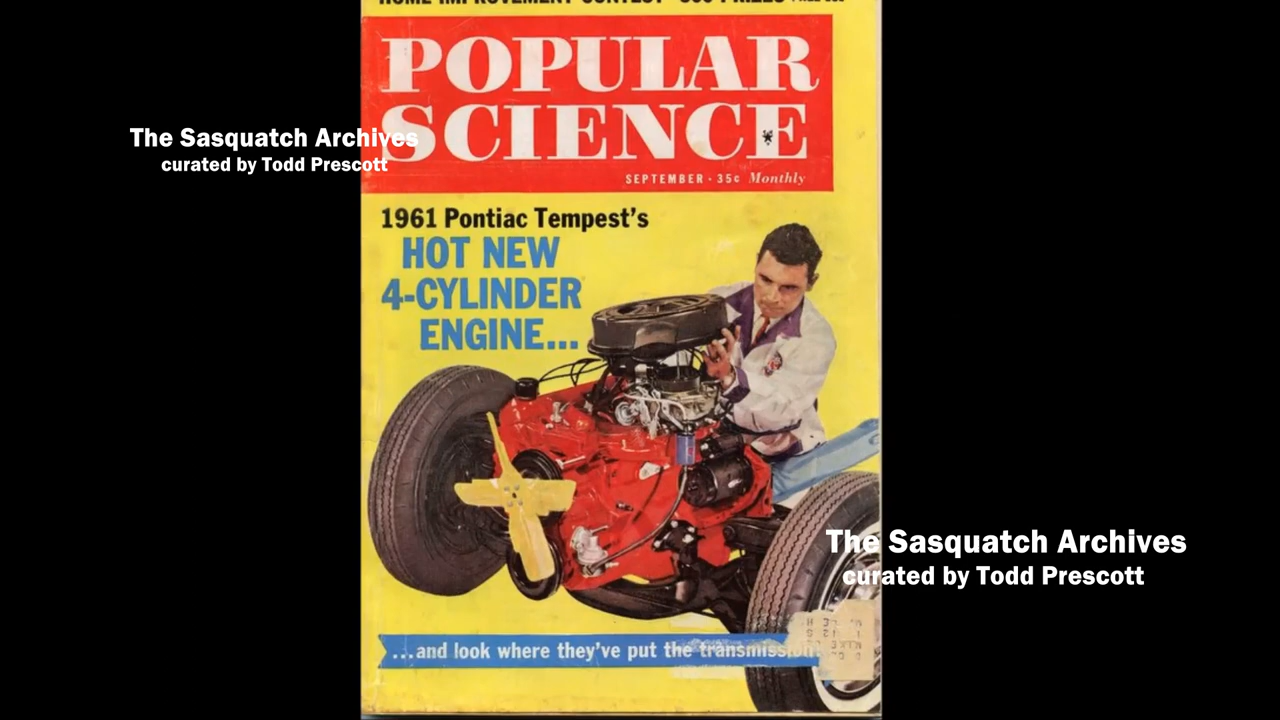 The Sasquatch Archives
curated by Todd Prescott
POPULAR
SCIENCE
SEPTEMBER · 35¢ Monthly
1961 Pontiac Tempest's
HOT NEW
4-CYLINDER
ENGINE...
The Sasquatch Archives
curated by Todd Prescott
...and look where they've put the transmission!